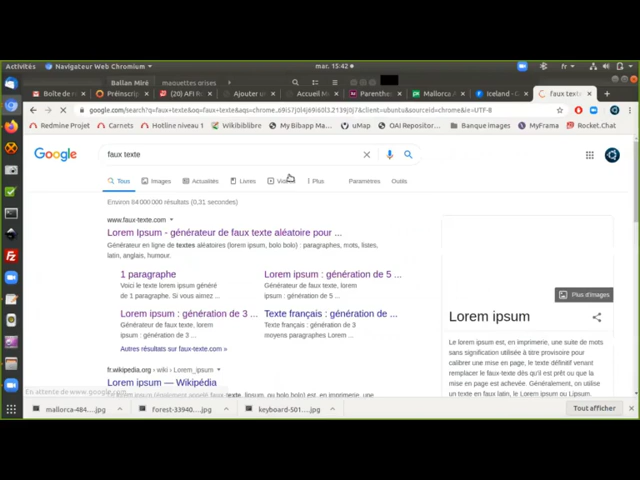 Activités Navigateur Web Chromium mar. 15:42 fr
Ballan Miré maquettes grises
Boîte de Préinscrip (20) AFI Ajouter u Accueil M Parenthè Mallorca Iceland - G faux texte
google.com/search?q=faux+texte&oq=faux+texte&aqs=chrome..69i57j0l4j69i60l3.2139j0j7&client=ubuntu&sourceid=chrome&ie=UTF-8
Redmine Projet Carnets Hotline niveau 1 Wikibiblibre My Bibapp Ma uMap OAI Repositor... Banque images MyFrama Rocket.Chat
Google faux texte
Tous Images Actualités Livres Plus Paramètres Outils
Environ 84 000 000 résultats (0,31 secondes)
www.faux-texte.com
Lorem Ipsum - générateur de faux texte aléatoire pour ...
Générateur en ligne de textes aléatoires (lorem ipsum, bolo bolo) : paragraphes, mots, listes,
latin, anglais, humour.
1 paragraphe
Voici le texte lorem ipsum généré
de 1 paragraphe. Si vous aimez ...
Lorem ipsum : génération de 5 ...
Générateur de faux texte, lorem
ipsum : génération de 5 ...
Lorem ipsum : génération de 3 ...
Générateur de faux texte, lorem
ipsum : génération de 3 ...
Texte français : génération de ...
Texte français : génération de 3
moyens paragraphes Lorem ...
Autres résultats sur faux-texte.com »
fr.wikipedia.org › wiki › Lorem_ipsum
Lorem ipsum — Wikipédia
Plus d'images
Lorem ipsum
Le lorem ipsum est, en imprimerie, une suite de mots
sans signification utilisée à titre provisoire pour
calibrer une mise en page, le texte définitif venant
remplacer le faux texte dès qu'il est prêt ou que la
mise en page est achevée. Généralement, on utilise
un texte en faux latin, le Lorem ipsum ou Lipsum.
En attente de www.google.com...
mallorca-484....jpg forest-33940....jpg keyboard-501....jpg Tout afficher